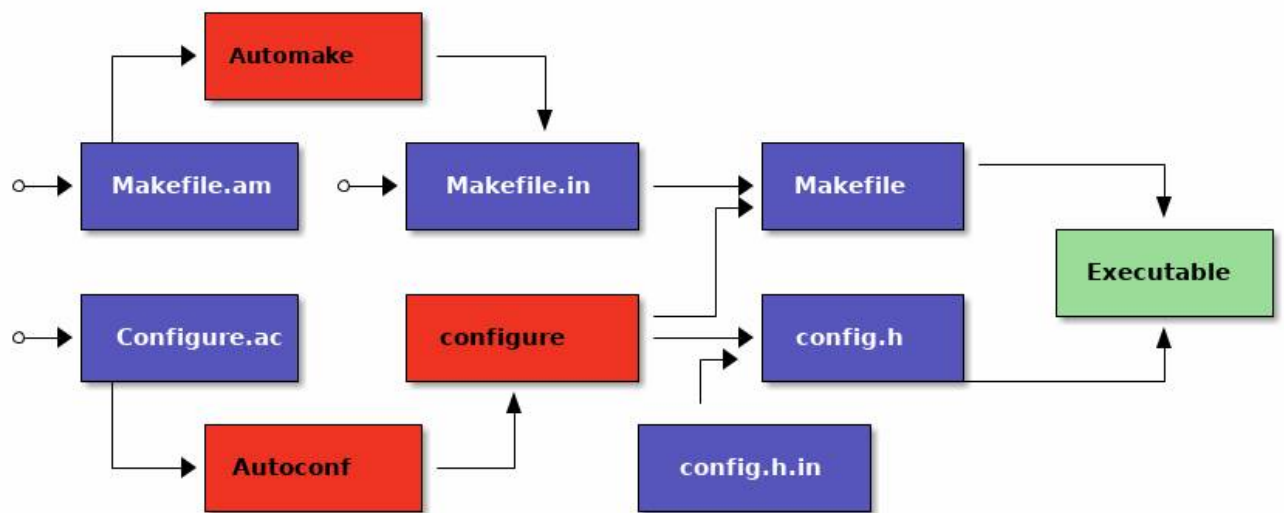 Automake
Makefile.am
Makefile.in
Makefile
Executable
Configure.ac
configure
config.h
Autoconf
config.h.in